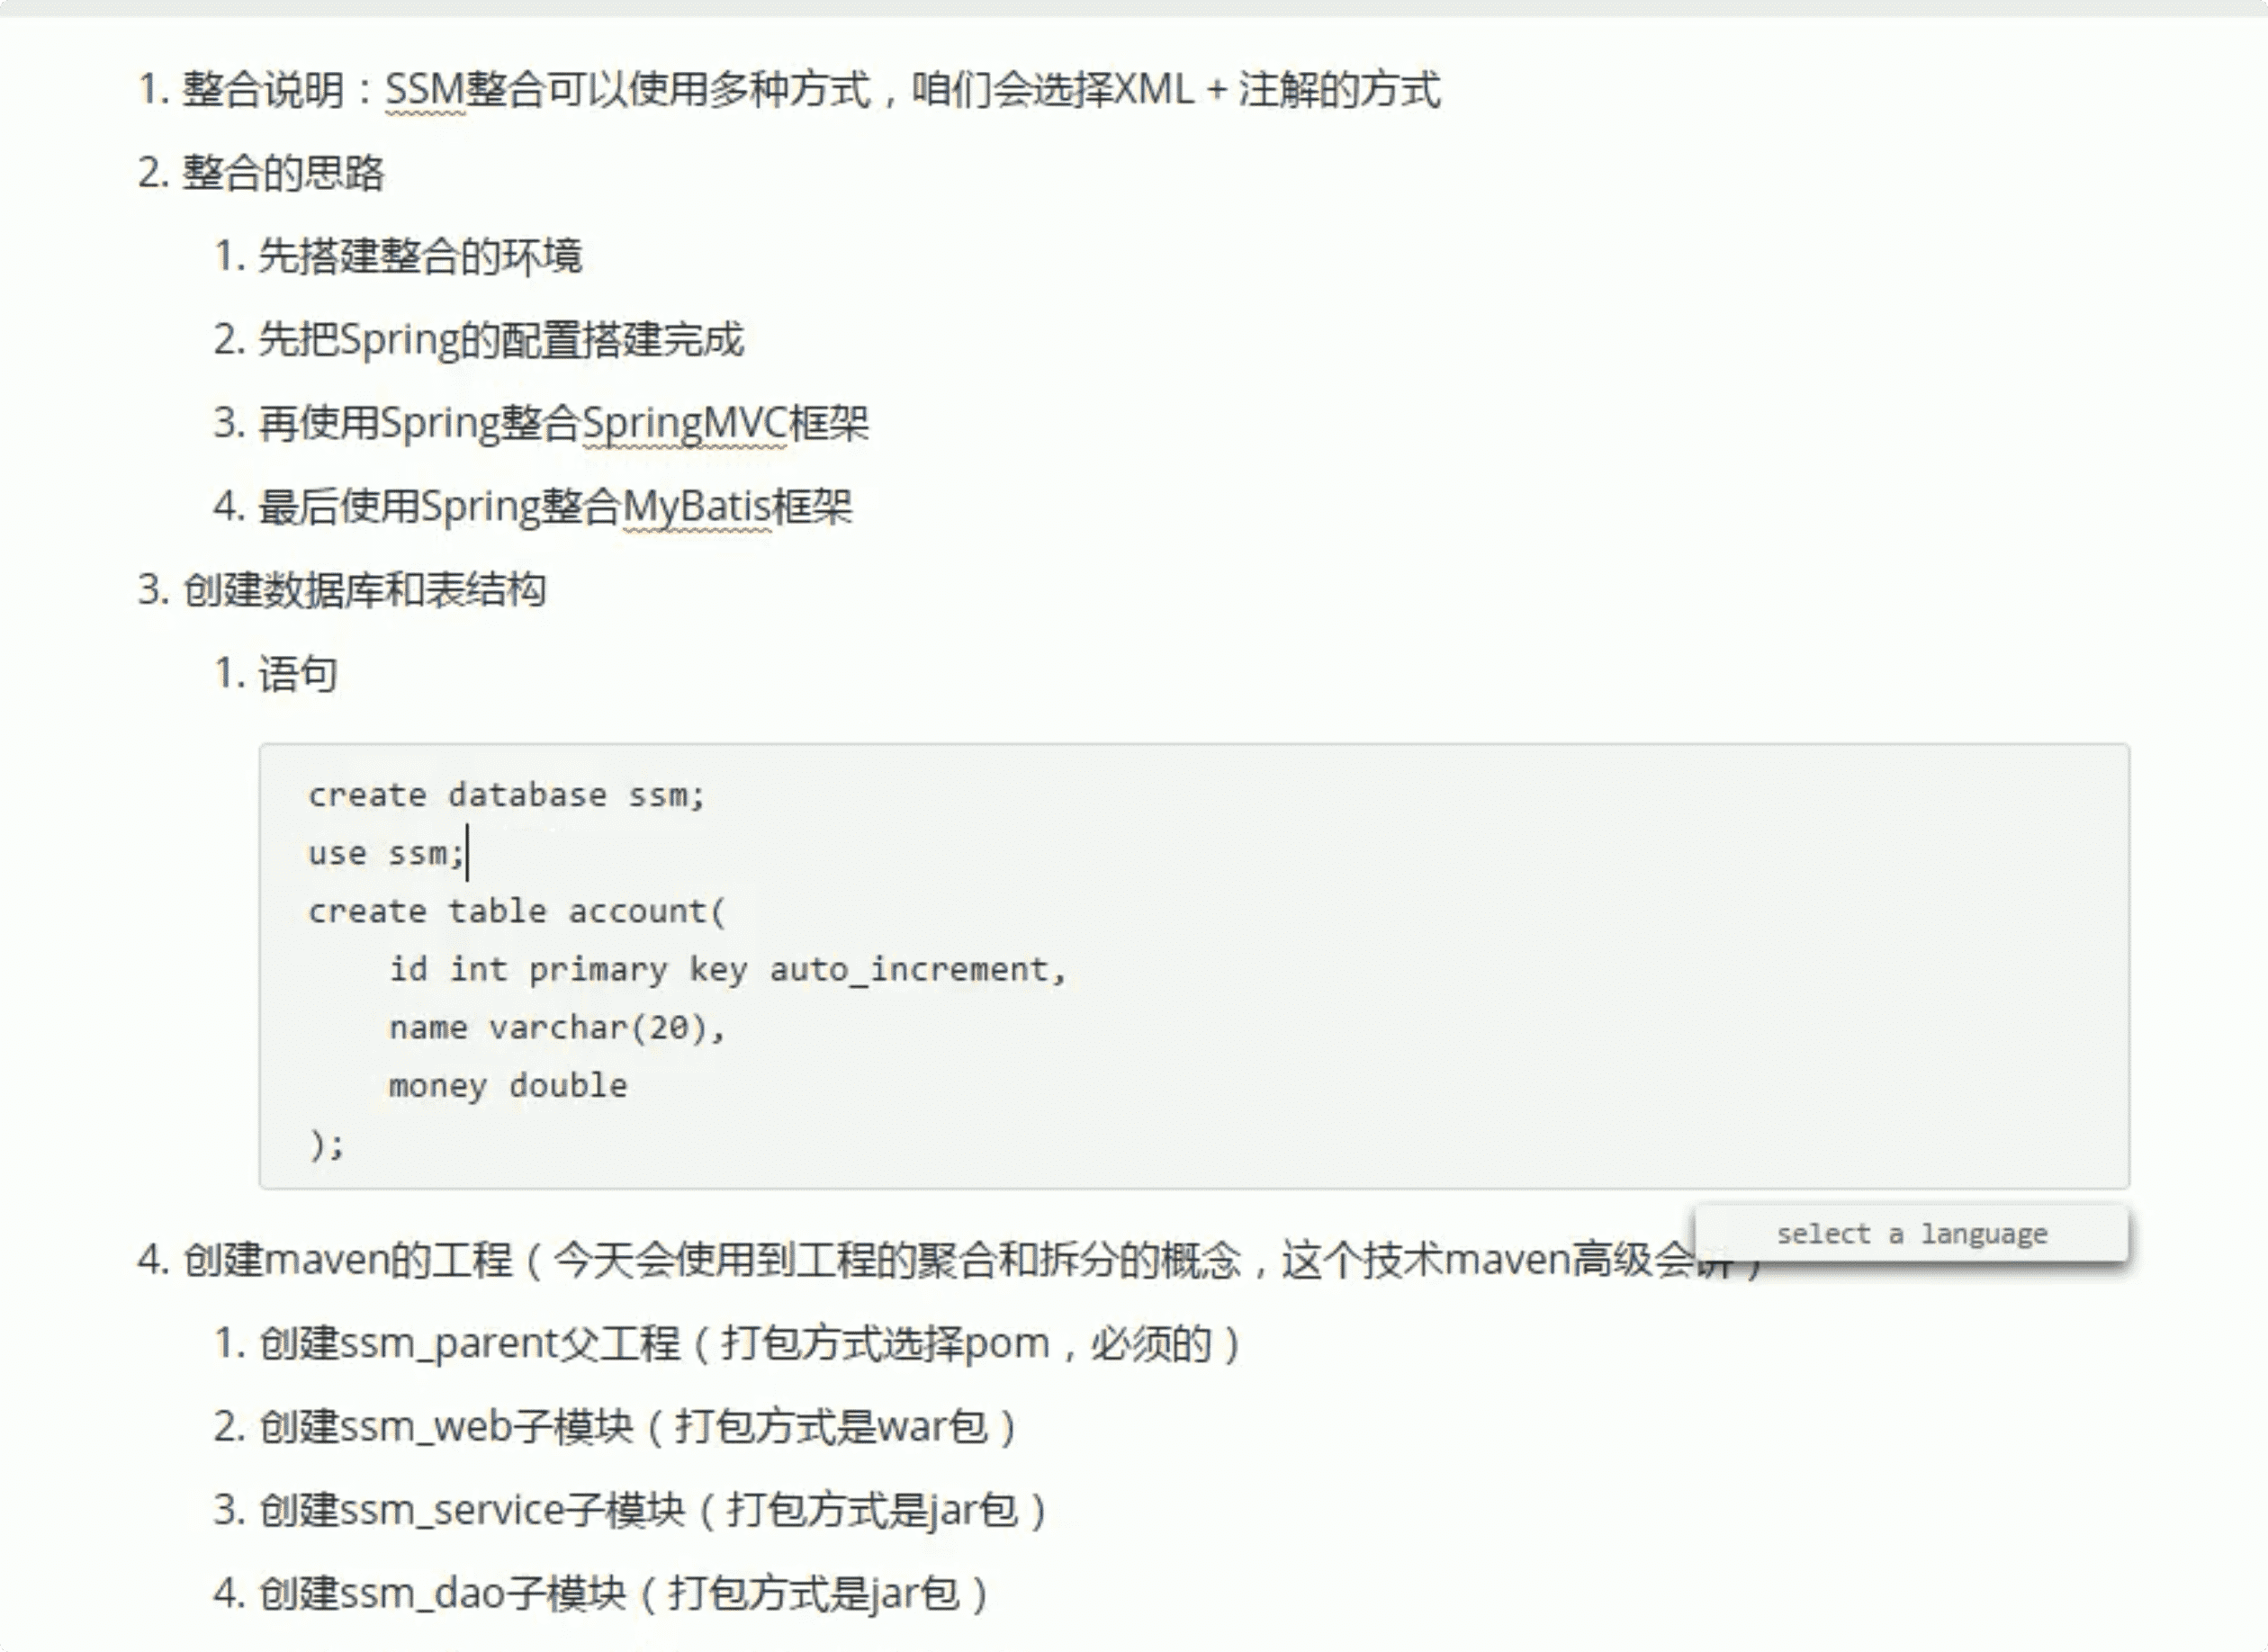 1. 整合说明：SSM整合可以使用多种方式，咱们会选择XML + 注解的方式
2. 整合的思路
1. 先搭建整合的环境
2. 先把Spring的配置搭建完成
3. 再使用Spring整合SpringMVC框架
4. 最后使用Spring整合MyBatis框架
3. 创建数据库和表结构
1. 语句
create database ssm;
use ssm;
create table account(
    id int primary key auto_increment,
    name varchar(20),
    money double
);
select a language
4. 创建maven的工程（今天会使用到工程的聚合和拆分的概念，这个技术maven高级会讲）
1. 创建ssm_parent父工程（打包方式选择pom，必须的）
2. 创建ssm_web子模块（打包方式是war包）
3. 创建ssm_service子模块（打包方式是jar包）
4. 创建ssm_dao子模块（打包方式是jar包）